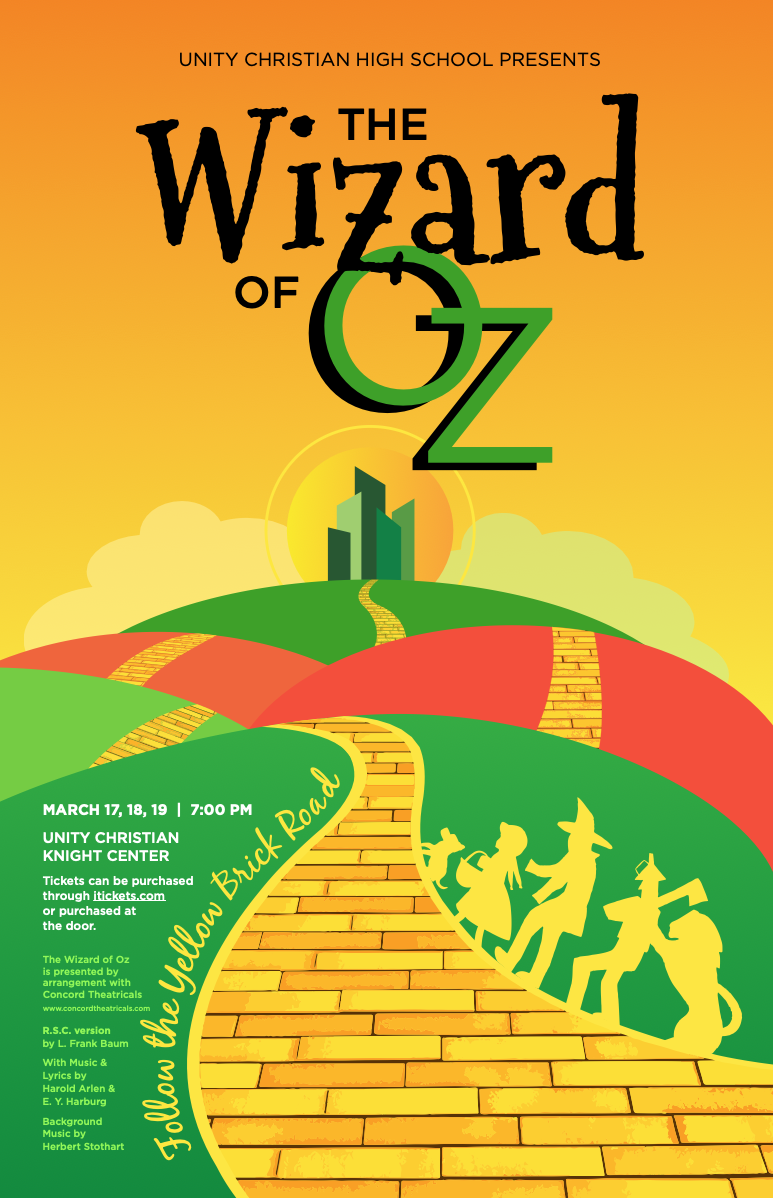 UNITY CHRISTIAN HIGH SCHOOL PRESENTS
THE
Wizard
OF
OZ
MARCH 17, 18, 19 | 7:00 PM
UNITY CHRISTIAN
KNIGHT CENTER
Tickets can be purchased
through itickets.com
or purchased at
the door.
The Wizard of Oz
is presented by
arrangement with
Concord Theatricals
www.concordtheatricals.com
R.S.C. version
by L. Frank Baum
With Music &
Lyrics by
Harold Arlen &
E. Y. Harburg
Background
Music by
Herbert Stothart
Follow the Yellow Brick Road